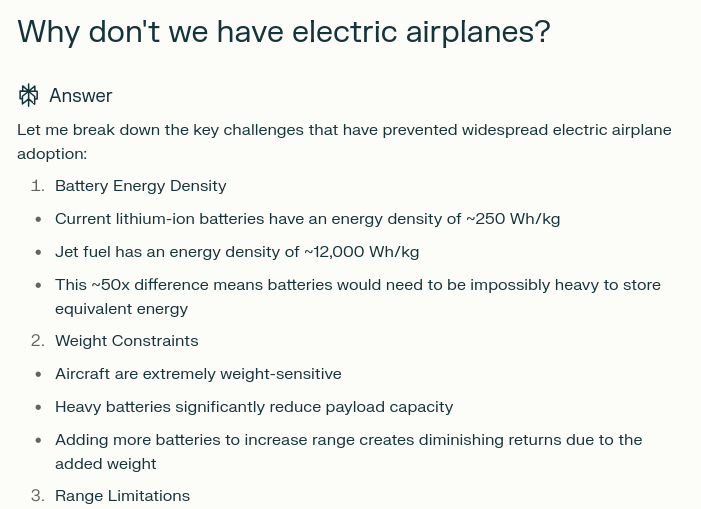 Why don't we have electric airplanes?
Answer
Let me break down the key challenges that have prevented widespread electric airplane
adoption:
1. Battery Energy Density
• Current lithium-ion batteries have an energy density of ~250 Wh/kg
• Jet fuel has an energy density of ~12,000 Wh/kg
• This ~50x difference means batteries would need to be impossibly heavy to store
equivalent energy
2. Weight Constraints
• Aircraft are extremely weight-sensitive
• Heavy batteries significantly reduce payload capacity
• Adding more batteries to increase range creates diminishing returns due to the
added weight
3. Range Limitations